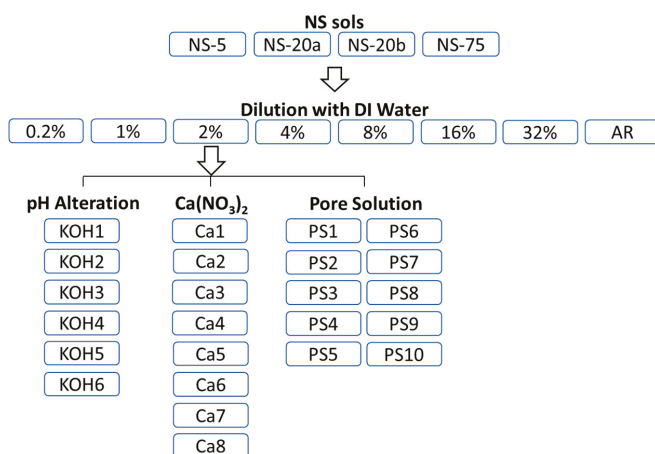 NS sols
NS-5 NS-20a NS-20b NS-75
Dilution with DI Water
0.2% 1% 2% 4% 8% 16% 32% AR
pH Alteration Ca(NO₃)₂ Pore Solution
KOH1 Ca1 PS1 PS6
KOH2 Ca2 PS2 PS7
KOH3 Ca3 PS3 PS8
KOH4 Ca4 PS4 PS9
KOH5 Ca5 PS5 PS10
KOH6 Ca6
Ca7
Ca8